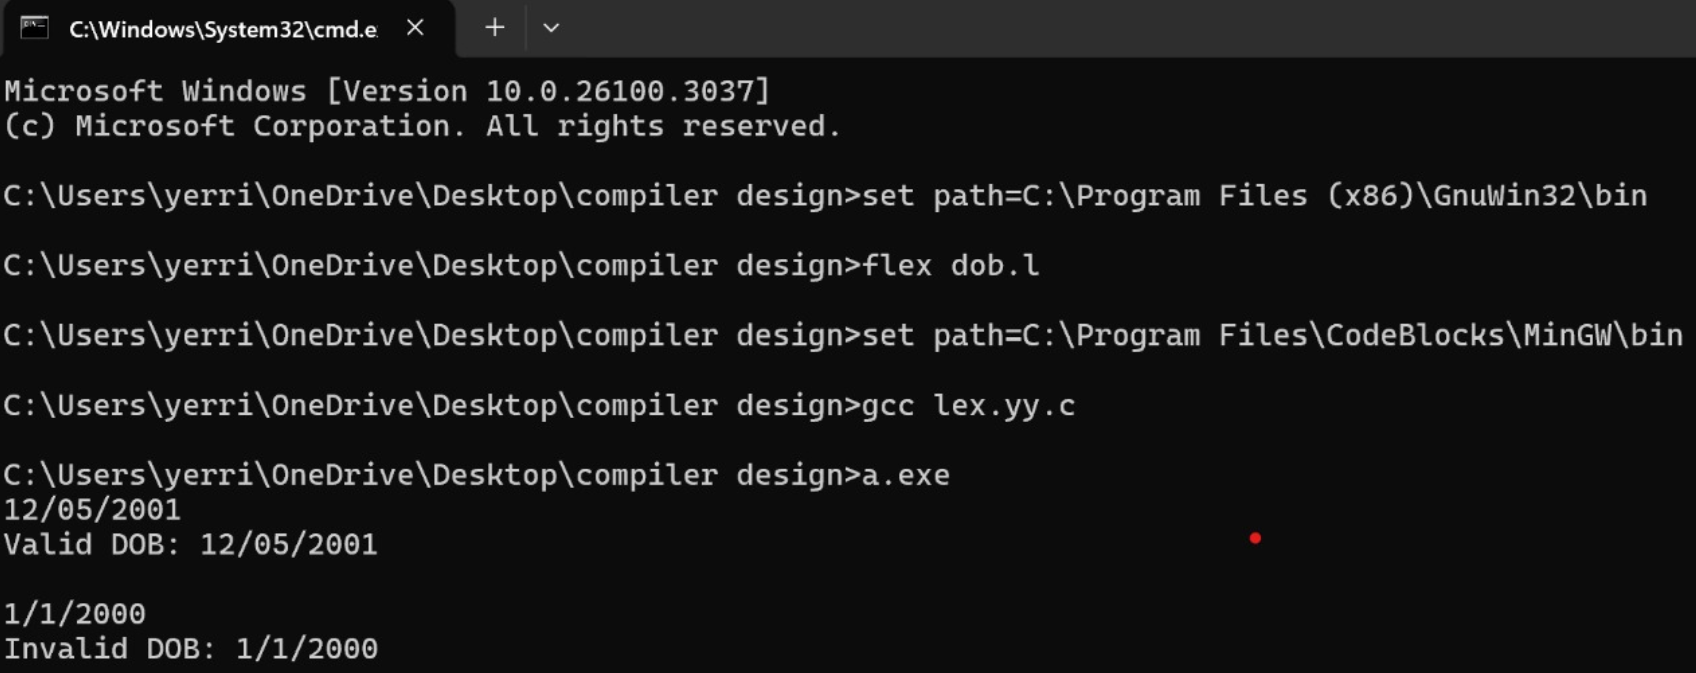 C:\Windows\System32\cmd.e
Microsoft Windows [Version 10.0.26100.3037]
(c) Microsoft Corporation. All rights reserved.
C:\Users\yerri\OneDrive\Desktop\compiler design>set path=C:\Program Files (x86)\GnuWin32\bin
C:\Users\yerri\OneDrive\Desktop\compiler design>flex dob.l
C:\Users\yerri\OneDrive\Desktop\compiler design>set path=C:\Program Files\CodeBlocks\MinGW\bin
C:\Users\yerri\OneDrive\Desktop\compiler design>gcc lex.yy.c
C:\Users\yerri\OneDrive\Desktop\compiler design>a.exe
12/05/2001
Valid DOB: 12/05/2001
1/1/2000
Invalid DOB: 1/1/2000